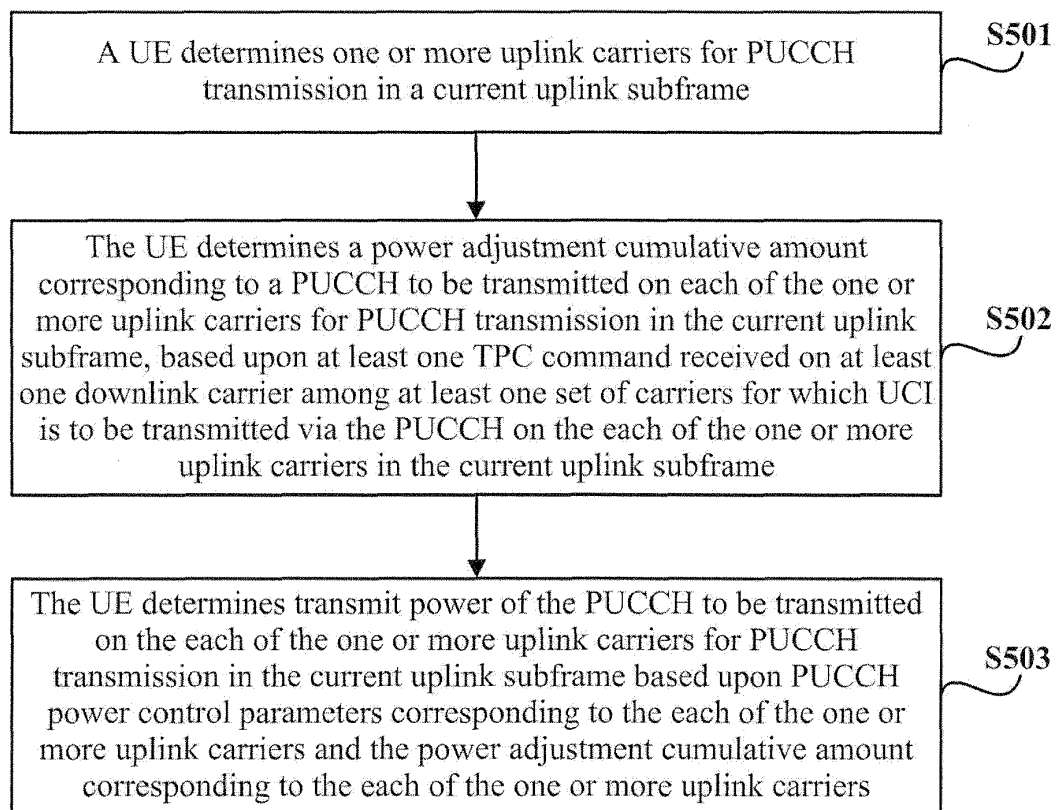 A UE determines one or more uplink carriers for PUCCH
transmission in a current uplink subframe
S501
The UE determines a power adjustment cumulative amount
corresponding to a PUCCH to be transmitted on each of the one or
more uplink carriers for PUCCH transmission in the current uplink
subframe, based upon at least one TPC command received on at least
one downlink carrier among at least one set of carriers for which UCI
is to be transmitted via the PUCCH on the each of the one or more
uplink carriers in the current uplink subframe
S502
The UE determines transmit power of the PUCCH to be transmitted
on the each of the one or more uplink carriers for PUCCH
transmission in the current uplink subframe based upon PUCCH
power control parameters corresponding to the each of the one or
more uplink carriers and the power adjustment cumulative amount
corresponding to the each of the one or more uplink carriers
S503